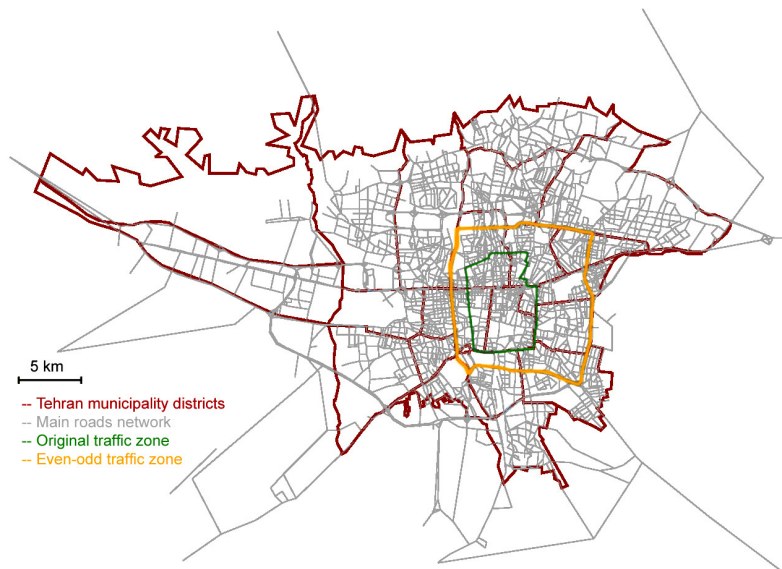 5 km
-- Tehran municipality districts
-- Main roads network
-- Original traffic zone
-- Even-odd traffic zone